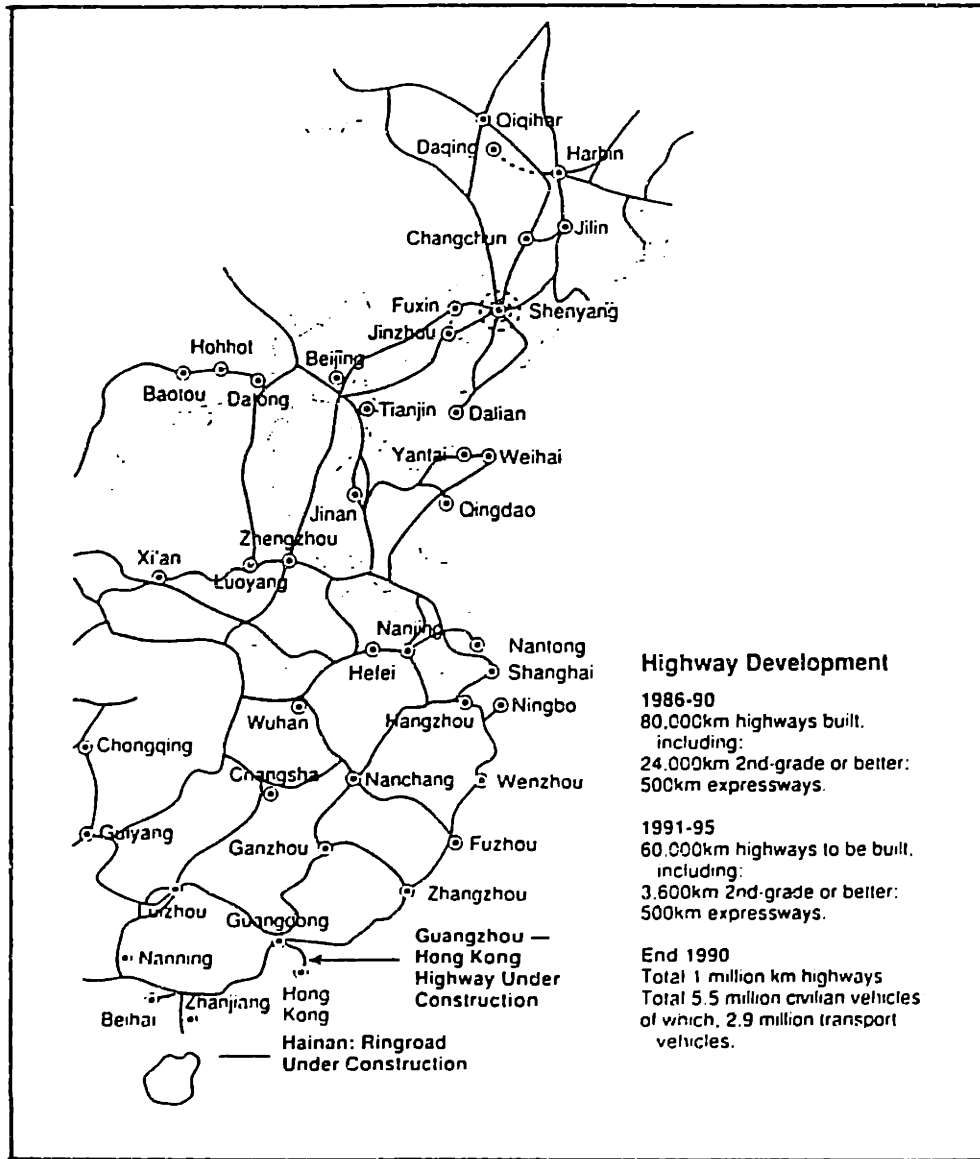 Qiqihar
Daqing
Harbin
Changchun
Jilin
Fuxin
Shenyang
Jinzhou
Hohhot
Beijing
Baotou
Datong
Tianjin
Dalian
Yantai
Weihai
Jinan
Qingdao
Zhengzhou
Xi'an
Luoyang
Nanjing
Nantong
Hefei
Shanghai
Wuhan
Hangzhou
Ningbo
Chongqing
Changsha
Nanchang
Wenzhou
Guiyang
Ganzhou
Fuzhou
Liuzhou
Zhangzhou
Guangdong
Nanning
Guangzhou —
Hong Kong
Highway Under
Construction
Beihai
Zhanjiang
Hong
Kong
Hainan: Ringroad
Under Construction
Highway Development
1986-90
80.000km highways built.
including:
24.000km 2nd-grade or better:
500km expressways.
1991-95
60.000km highways to be built.
including:
3.600km 2nd-grade or better:
500km expressways.
End 1990
Total 1 million km highways
Total 5.5 million civilian vehicles
of which, 2.9 million transport
vehicles.